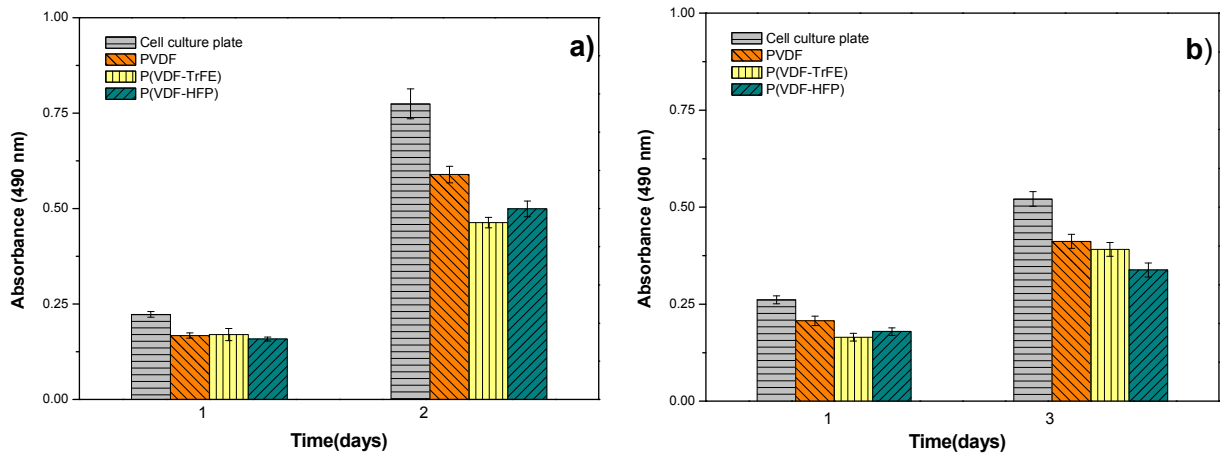 a)
Cell culture plate
PVDF
P(VDF-TrFE)
P(VDF-HFP)
1.00
0.75
0.50
0.25
0.00
Absorbance (490 nm)
1 2
Time(days)
b)
Cell culture plate
PVDF
P(VDF-TrFE)
P(VDF-HFP)
1.00
0.75
0.50
0.25
0.00
Absorbance (490 nm)
1 3
Time(days)